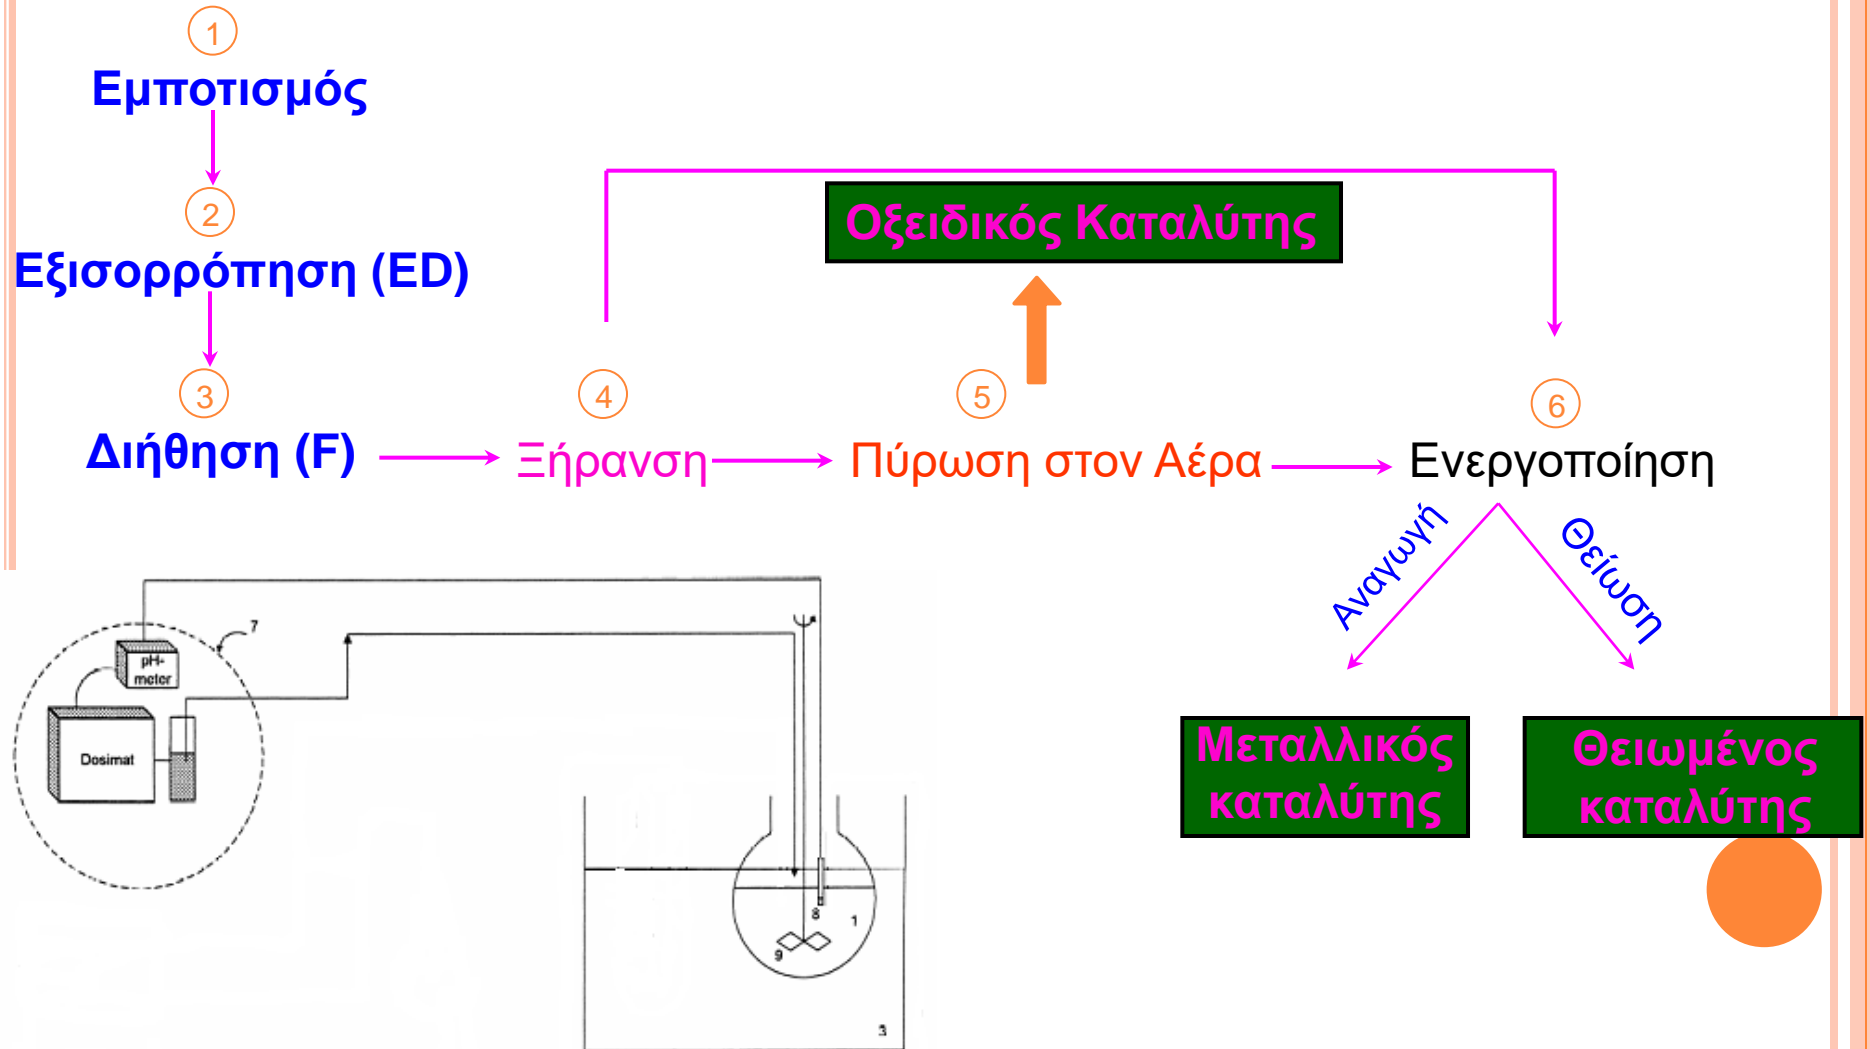 1
Εμποτισμός
2
Εξισορρόπηση (ED)
Οξειδικός Καταλύτης
3
Διήθηση (F)
4
Ξήρανση
5
Πύρωση στον Αέρα
6
Ενεργοποίηση
Αναγωγή
Θείωση
Μεταλλικός
καταλύτης
Θειωμένος
καταλύτης
7
pH-
meter
Dosimat
8
1
9
3